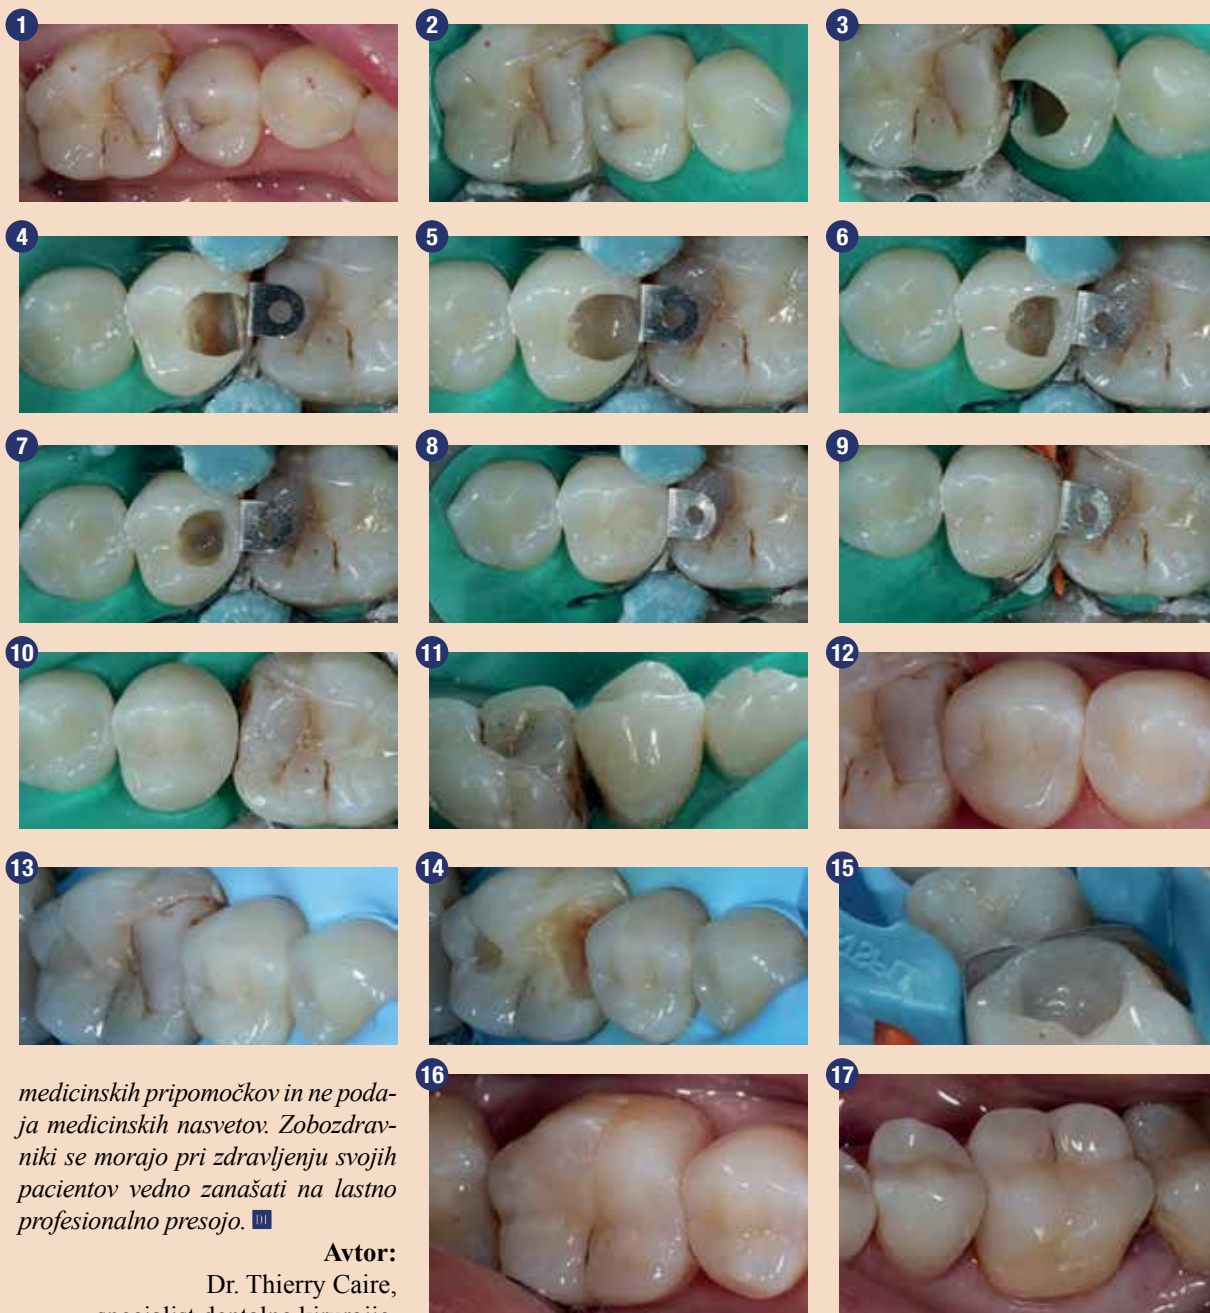 1
2
3
4
5
6
7
8
9
10
11
12
13
14
15
16
17
medicinskih pripomočkov in ne poda-
ja medicinskih nasvetov. Zobozdrav-
niki se morajo pri zdravljenju svojih
pacientov vedno zanašati na lastno
profesionalno presojo.
Avtor:
Dr. Thierry Caire,